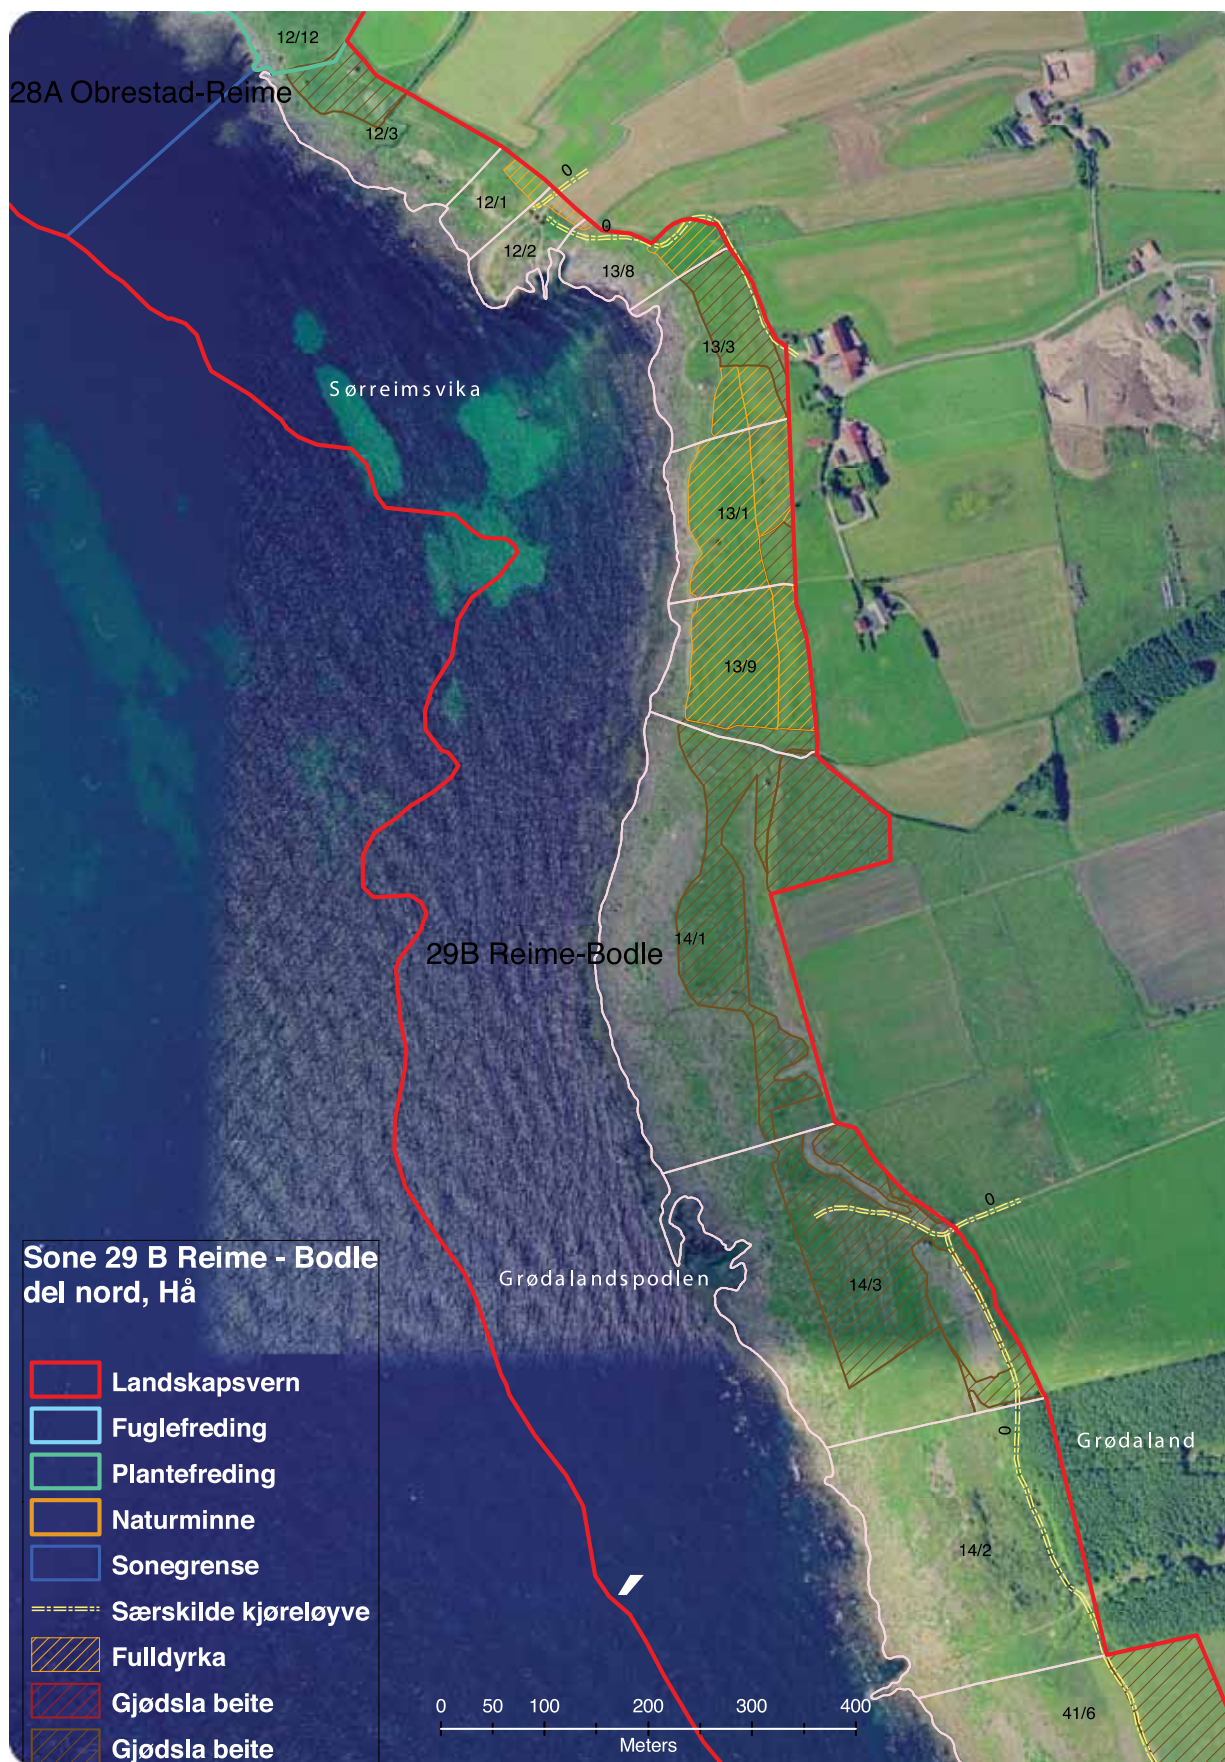 12/12
28A Obrestad-Reime
12/3
0
12/1
0
12/2
13/8
13/3
Sørreimsvika
13/1
13/9
14/1
29B Reime-Bodle
0
Sone 29 B Reime - Bodle
del nord, Hå
Grødalandspodlen
14/3
Landskapsvern
Fuglefreding
0
Grødaland
Plantefreding
Naturminne
14/2
Sonegrense
Særskilde kjøreløyve
Fulldyrka
Gjødsla beite
0 50 100 200 300 400
41/6
Meters
Gjødsla beite